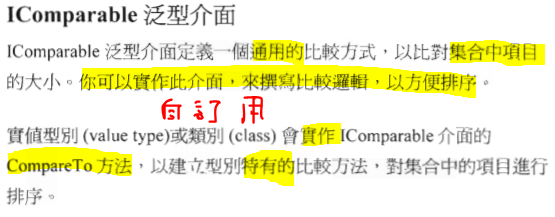 IComparable 泛型介面
IComparable 泛型介面定義一個通用的比較方式，以比對集合中項目
的大小。你可以實作此介面，來撰寫比較邏輯，以方便排序。
自訂 用
實值型別 (value type)或類別 (class) 會實作 IComparable 介面的
CompareTo 方法，以建立型別特有的比較方法，對集合中的項目進行
排序。